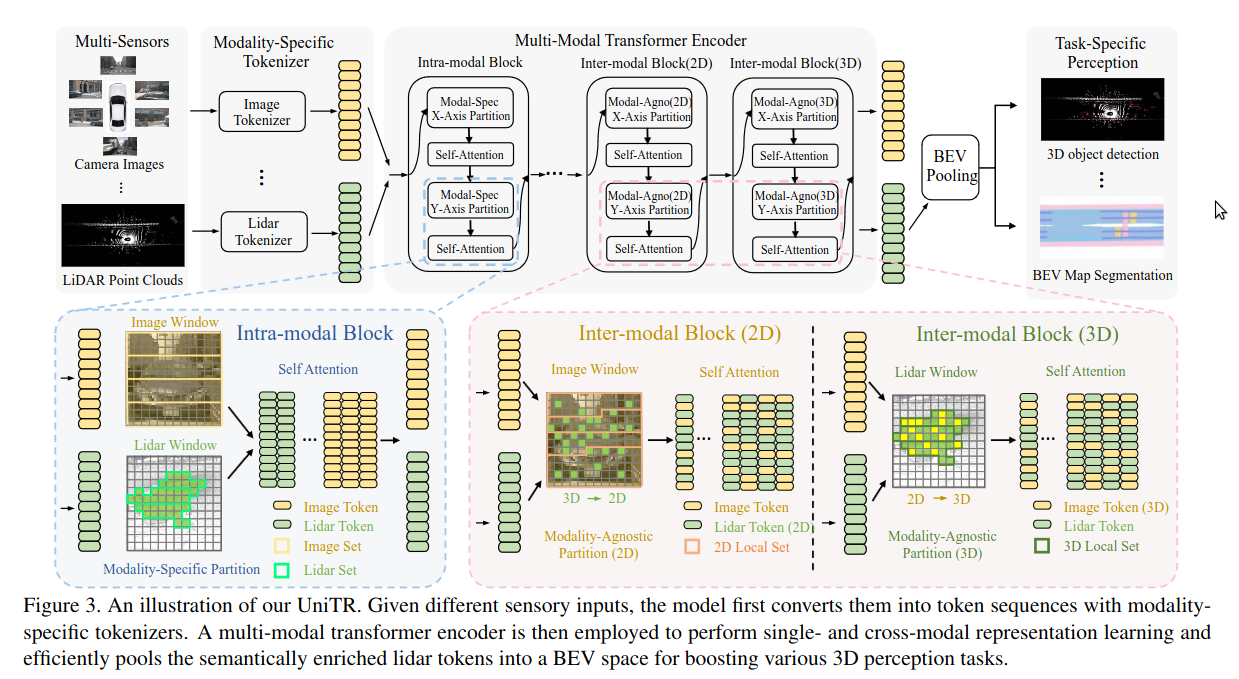 Multi-Sensors
Camera Images
⋮
LiDAR Point Clouds
Modality-Specific
Tokenizer
Image
Tokenizer
⋮
Lidar
Tokenizer
Multi-Modal Transformer Encoder
Intra-modal Block
Modal-Spec
X-Axis Partition
Self-Attention
Modal-Spec
Y-Axis Partition
Self-Attention
...
Inter-modal Block(2D)
Modal-Agno(2D)
X-Axis Partition
Self-Attention
Modal-Agno(2D)
Y-Axis Partition
Self-Attention
Inter-modal Block(3D)
Modal-Agno(3D)
X-Axis Partition
Self-Attention
Modal-Agno(3D)
Y-Axis Partition
Self-Attention
BEV
Pooling
Task-Specific
Perception
3D object detection
⋮
BEV Map Segmentation
Intra-modal Block
Image Window
Lidar Window
Self Attention
...
Image Token
Lidar Token
Image Set
Lidar Set
Modality-Specific Partition
Inter-modal Block (2D)
Image Window
Self Attention
...
3D → 2D
Modality-Agnostic
Partition (2D)
Image Token
Lidar Token (2D)
2D Local Set
Inter-modal Block (3D)
Lidar Window
Self Attention
...
2D → 3D
Modality-Agnostic
Partition (3D)
Image Token (3D)
Lidar Token
3D Local Set
Figure 3. An illustration of our UniTR. Given different sensory inputs, the model first converts them into token sequences with modality-
specific tokenizers. A multi-modal transformer encoder is then employed to perform single- and cross-modal representation learning and
efficiently pools the semantically enriched lidar tokens into a BEV space for boosting various 3D perception tasks.